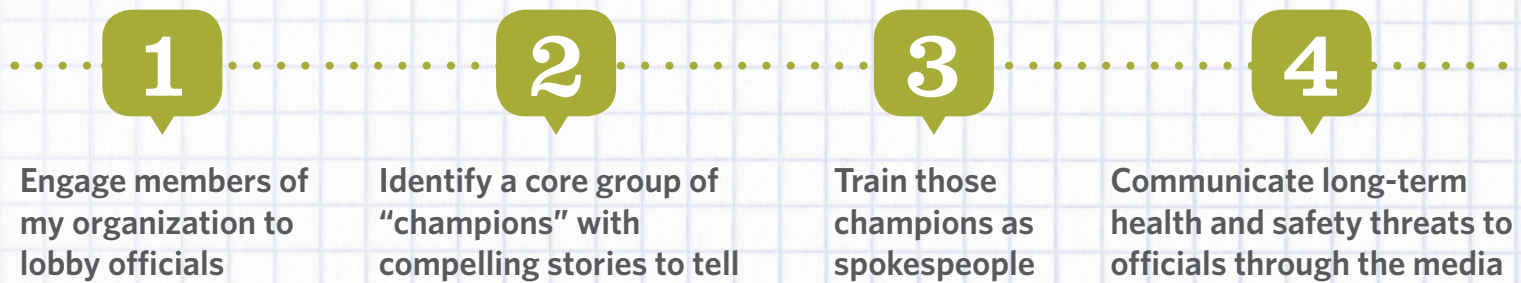 1
Engage members of
my organization to
lobby officials
2
Identify a core group of
“champions” with
compelling stories to tell
3
Train those
champions as
spokespeople
4
Communicate long-term
health and safety threats to
officials through the media